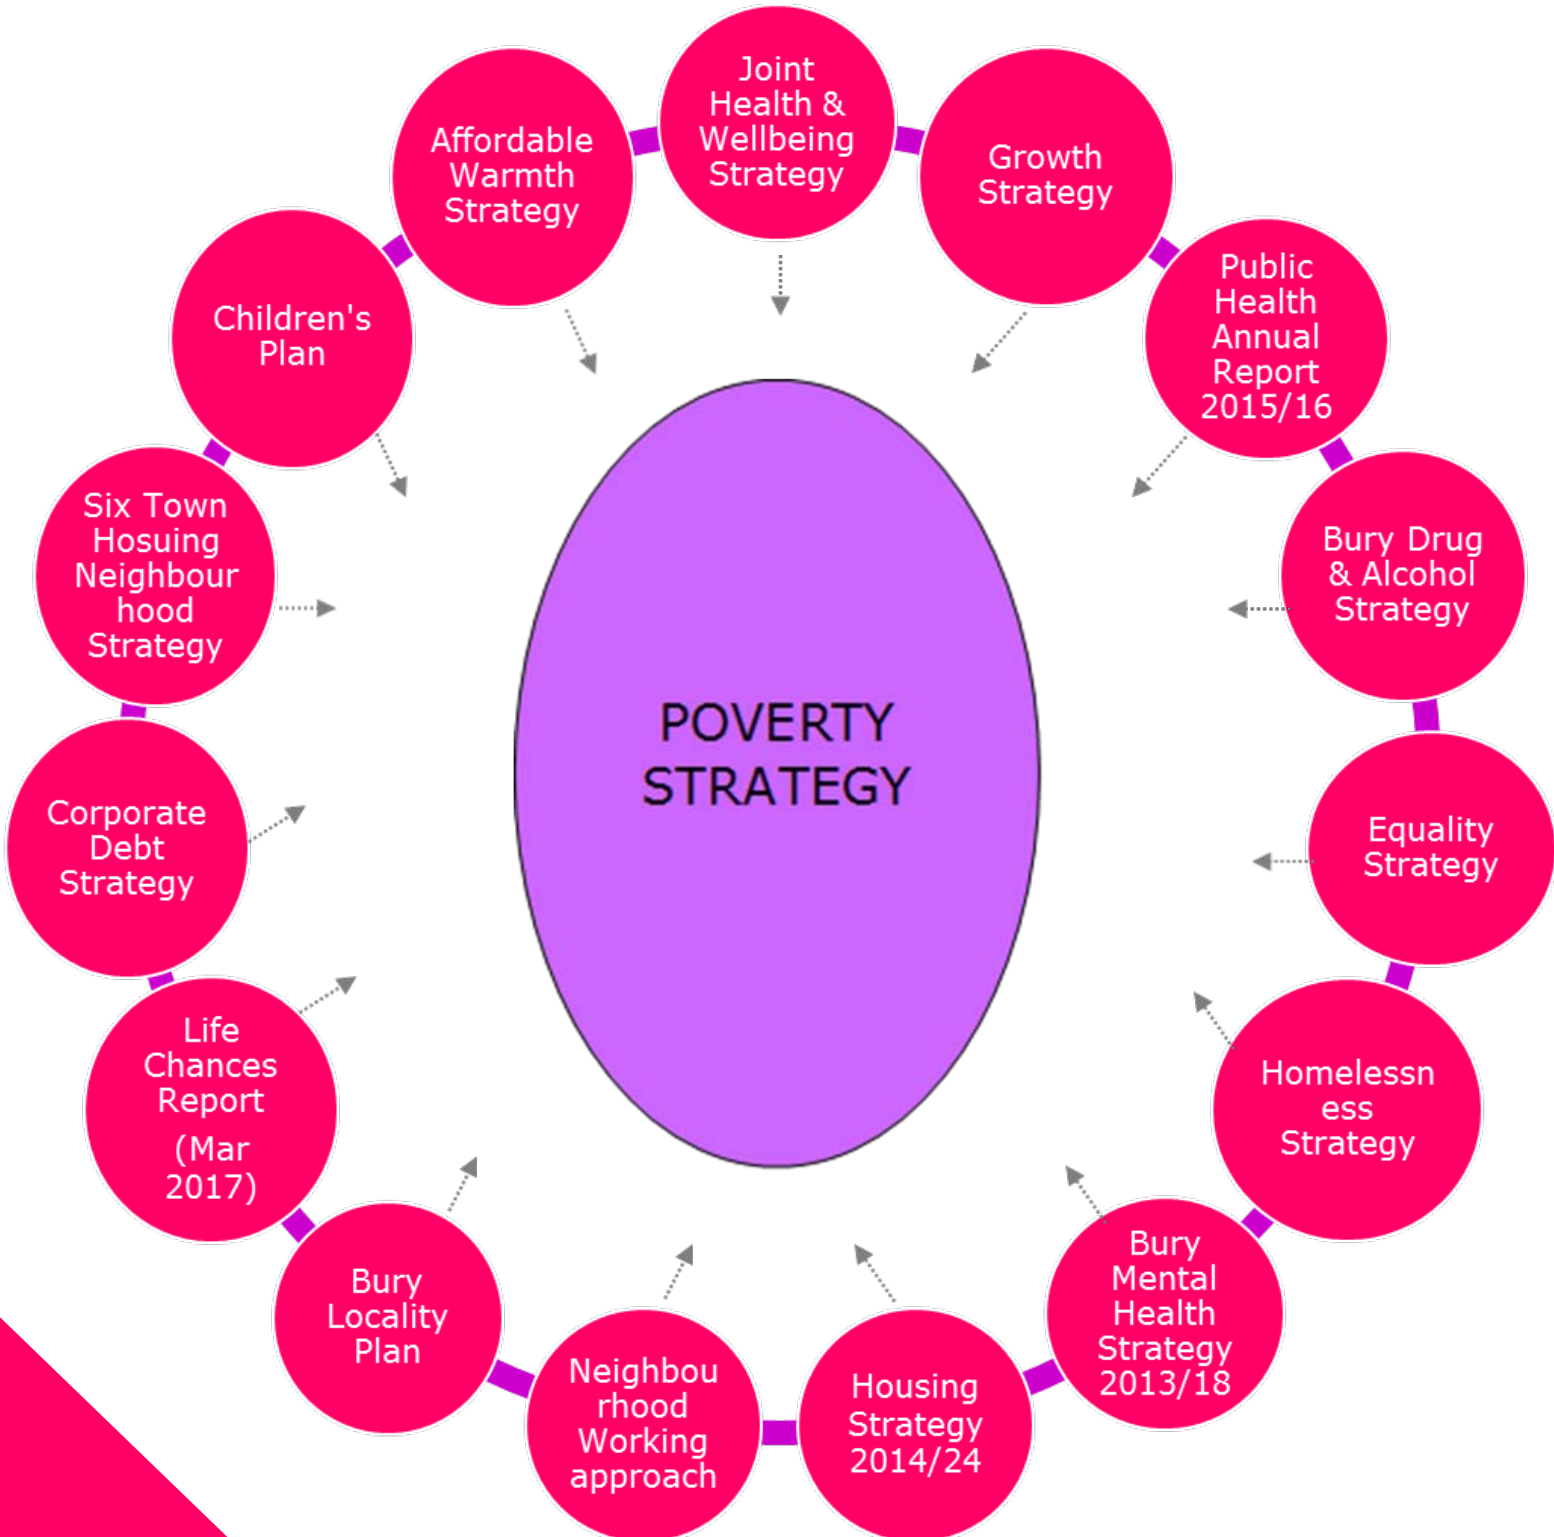 Joint
Health &
Wellbeing
Strategy
Growth
Strategy
Public
Health
Annual
Report
2015/16
Bury Drug
& Alcohol
Strategy
Equality
Strategy
Homelessn
ess
Strategy
Bury
Mental
Health
Strategy
2013/18
Housing
Strategy
2014/24
Neighbou
rhood
Working
approach
Bury
Locality
Plan
Life
Chances
Report
(Mar
2017)
Corporate
Debt
Strategy
Six Town
Hosuing
Neighbour
hood
Strategy
Children's
Plan
Affordable
Warmth
Strategy
POVERTY
STRATEGY